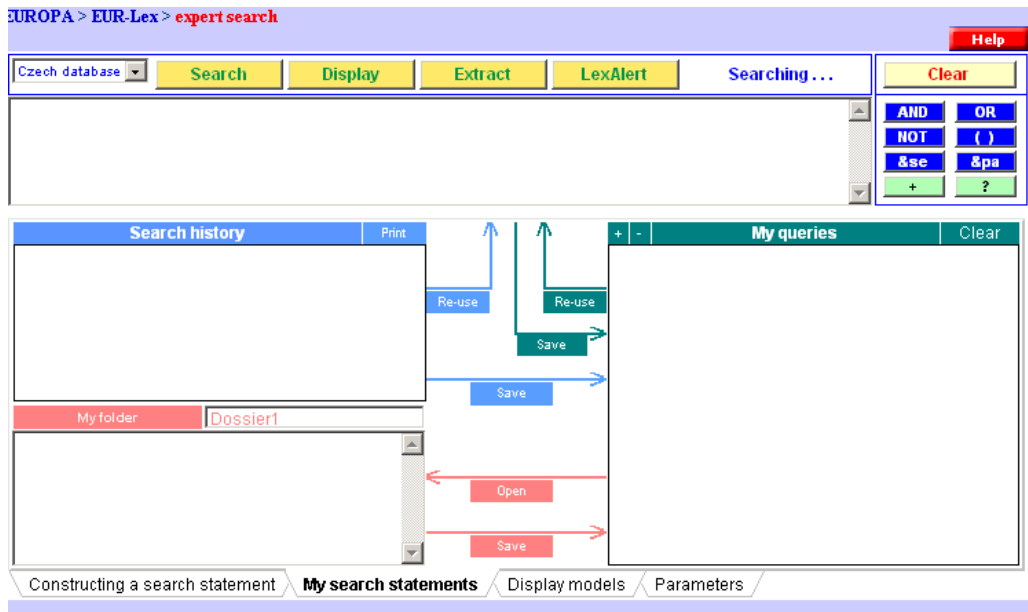 EUROPA > EUR-Lex > expert search
Help
Czech database Search Display Extract LexAlert Searching... Clear
AND OR
NOT ( )
&se &pa
+ ?
Search history Print + - My queries Clear
Re-use Re-use
Save
Save
My folder Dossier1
Open
Save
Constructing a search statement My search statements Display models Parameters